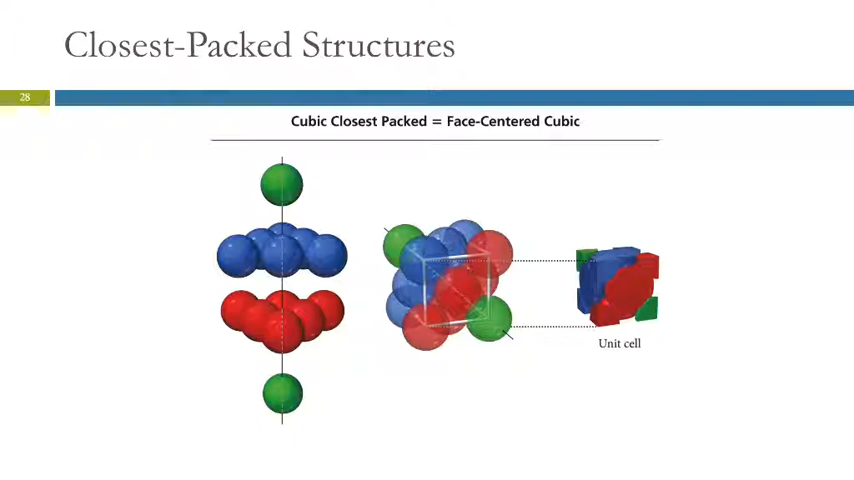 Closest-Packed Structures
28
Cubic Closest Packed = Face-Centered Cubic
Unit cell